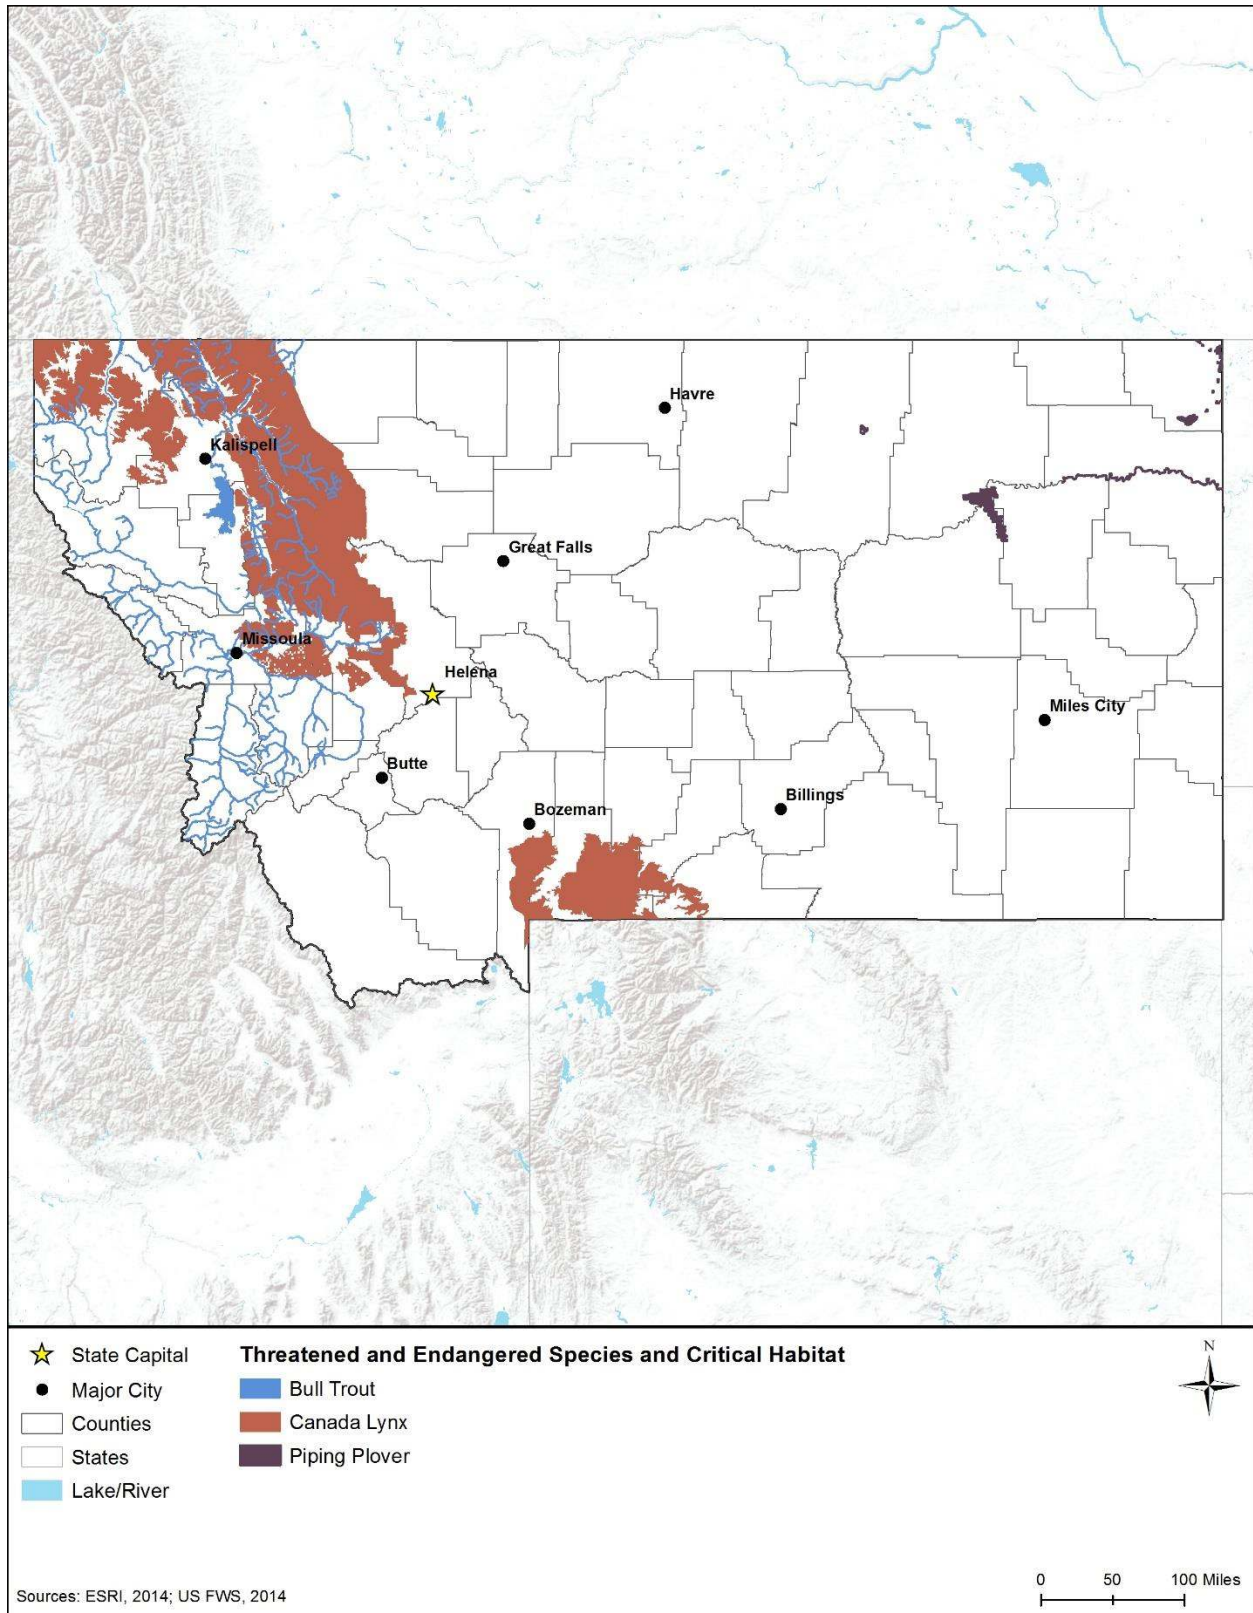 Havre
Kalispell
Great Falls
Missoula
Helena
Miles City
Butte
Billings
Bozeman
State Capital
Major City
Counties
States
Lake/River
Threatened and Endangered Species and Critical Habitat
Bull Trout
Canada Lynx
Piping Plover
N
Sources: ESRI, 2014; US FWS, 2014
0 50 100 Miles